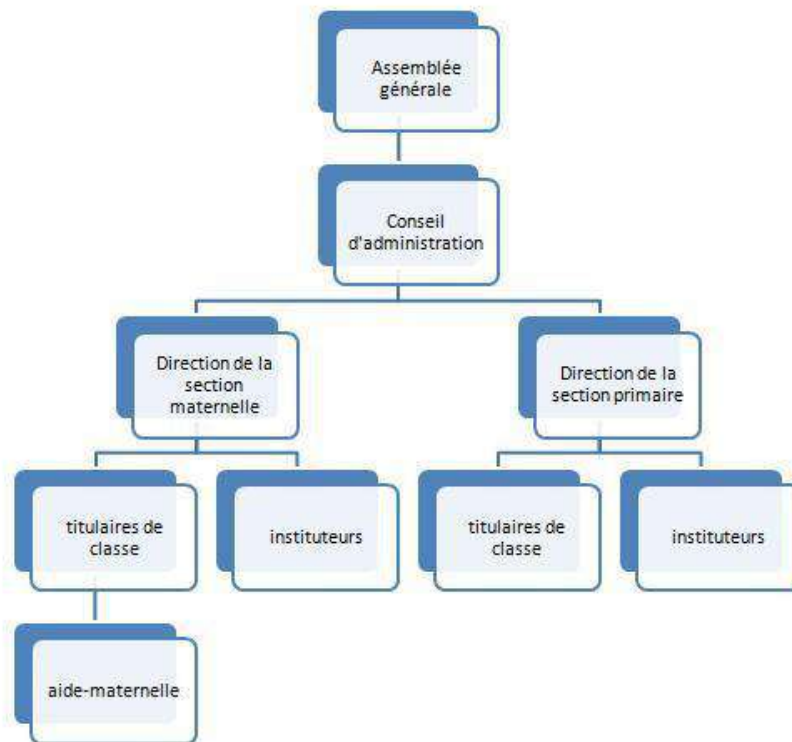 Assemblée
générale
Conseil
d'administration
Direction de la
section
maternelle
Direction de la
section primaire
titulaires de
classe
instituteurs
titulaires de
classe
instituteurs
aide-maternelle